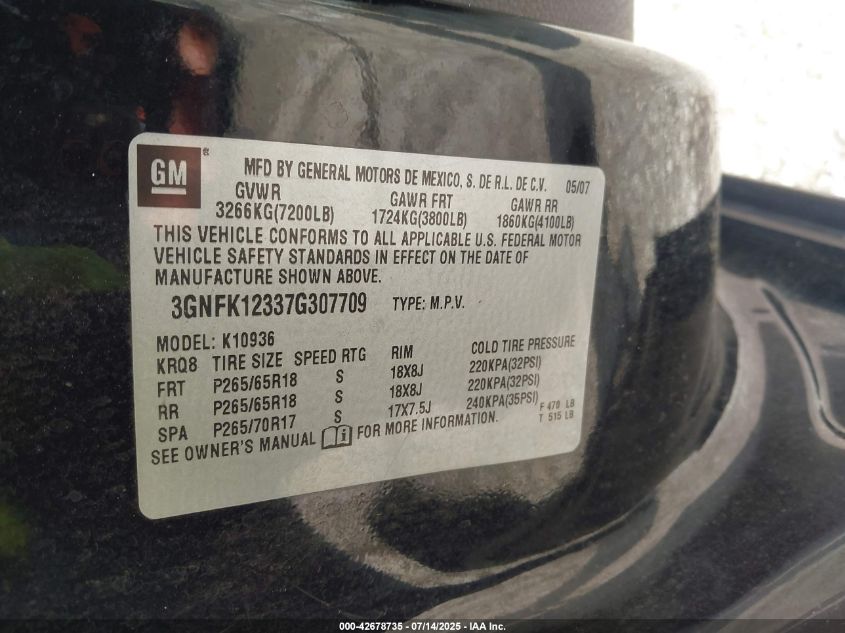 GM ®
MFD BY GENERAL MOTORS DE MEXICO, S. DE R.L. DE C.V. 05/07
GVWR GAWR FRT GAWR RR
3266KG(7200LB) 1724KG(3800LB) 1860KG(4100LB)
THIS VEHICLE CONFORMS TO ALL APPLICABLE U.S. FEDERAL MOTOR
VEHICLE SAFETY STANDARDS IN EFFECT ON THE DATE OF
MANUFACTURE SHOWN ABOVE.
3GNFK12337G307709 TYPE: M.P.V.
MODEL: K10936
KRQ8 TIRE SIZE SPEED RTG RIM COLD TIRE PRESSURE
FRT P265/65R18 S 18X8J 220KPA(32PSI)
RR P265/65R18 S 18X8J 220KPA(32PSI)
SPA P265/70R17 S 17X7.5J 240KPA(35PSI)
SEE OWNER'S MANUAL FOR MORE INFORMATION.
F 470 LB
T 515 LB
000-42678735 - 07/14/2025 - IAA Inc.